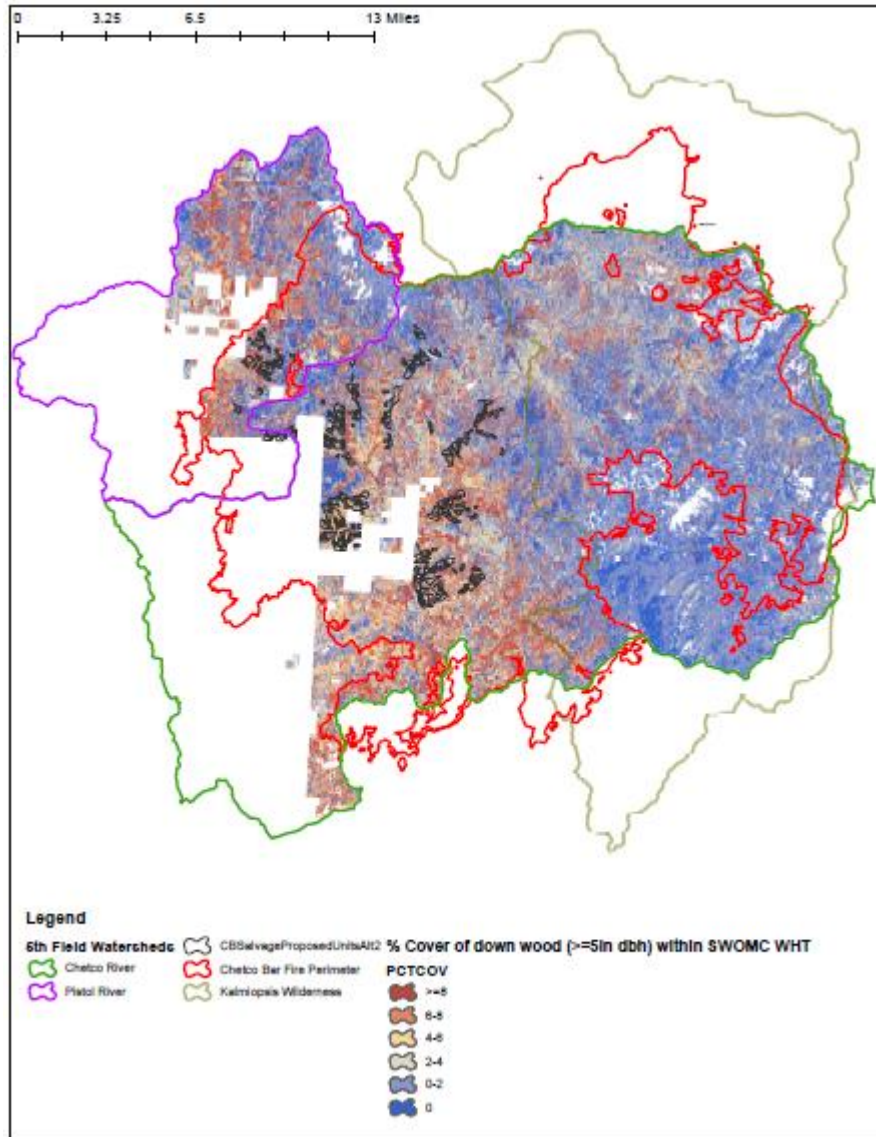 0 3.25 6.5 13 Miles
Legend
5th Field Watersheds
Chetco River
Pistol River
CBSalvageProposedUnitsAlt2
Chetco Bar Fire Perimeter
Kalmiopsis Wilderness
% Cover of down wood (>=5in dbh) within SWOMC WHT
PCTCOV
>=8
6-8
4-6
2-4
0-2
0